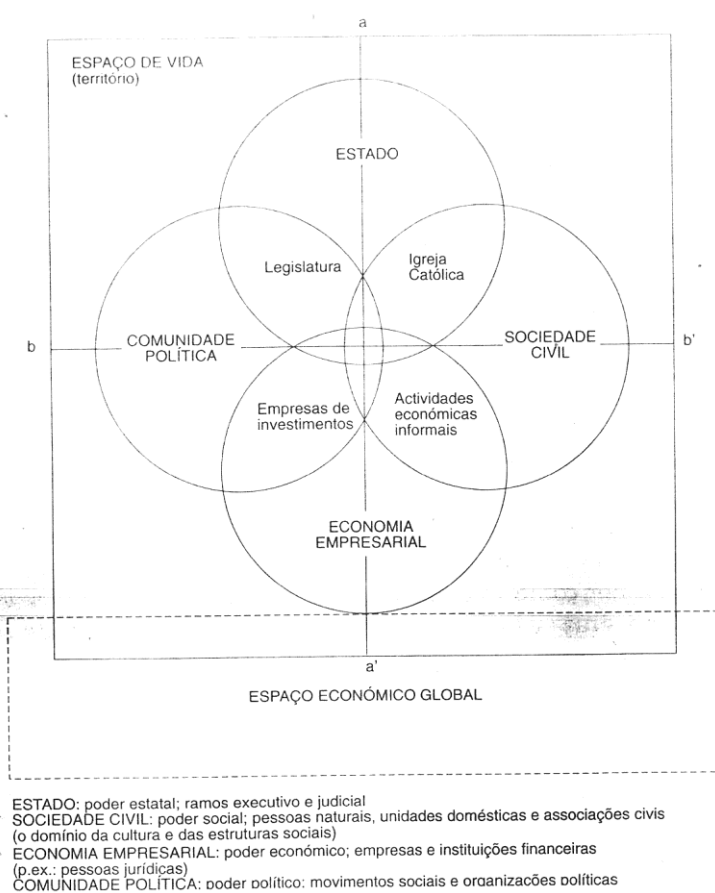 a
ESPAÇO DE VIDA
(território)
ESTADO
Legislatura
Igreja
Católica
b
COMUNIDADE
POLÍTICA
SOCIEDADE
CIVIL
b'
Empresas de
investimentos
Actividades
económicas
informais
ECONOMIA
EMPRESARIAL
a'
ESPAÇO ECONÓMICO GLOBAL
ESTADO: poder estatal; ramos executivo e judicial
SOCIEDADE CIVIL: poder social; pessoas naturais, unidades domésticas e associações civis
(o domínio da cultura e das estruturas sociais)
ECONOMIA EMPRESARIAL: poder económico; empresas e instituições financeiras
(p.ex.: pessoas jurídicas)
COMUNIDADE POLÍTICA: poder político: movimentos sociais e organizações políticas